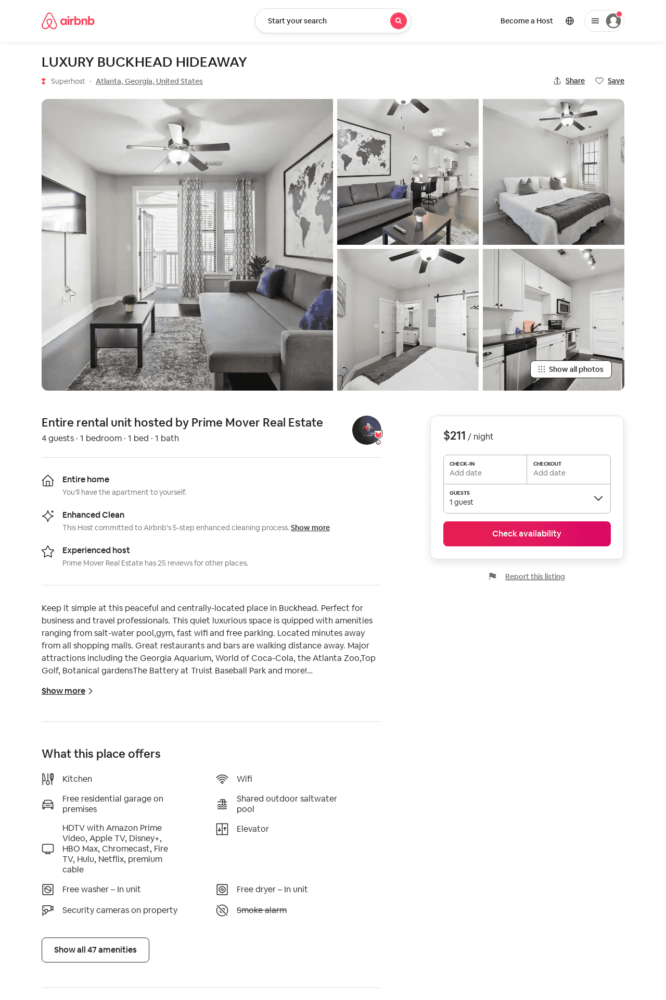 airbnb
Start your search
Become a Host
LUXURY BUCKHEAD HIDEAWAY
Superhost · Atlanta, Georgia, United States
Share
Save
Show all photos
Entire rental unit hosted by Prime Mover Real Estate
4 guests · 1 bedroom · 1 bed · 1 bath
Entire home
You’ll have the apartment to yourself.
Enhanced Clean
This Host committed to Airbnb's 5-step enhanced cleaning process. Show more
Experienced host
Prime Mover Real Estate has 25 reviews for other places.
$211 / night
CHECK-IN
Add date
CHECKOUT
Add date
GUESTS
1 guest
Check availability
Report this listing
Keep it simple at this peaceful and centrally-located place in Buckhead. Perfect for
business and travel professionals. This quiet luxurious space is quipped with amenities
ranging from salt-water pool,gym, fast wifi and free parking. Located minutes away
from all shopping malls. Great restaurants and bars are walking distance away. Major
attractions including the Georgia Aquarium, World of Coca-Cola, the Atlanta Zoo,Top
Golf, Botanical gardensThe Battery at Truist Baseball Park and more!...
Show more
What this place offers
Kitchen
Wifi
Free residential garage on
premises
Shared outdoor saltwater
pool
HDTV with Amazon Prime
Video, Apple TV, Disney+,
HBO Max, Chromecast, Fire
TV, Hulu, Netflix, premium
cable
Elevator
Free washer – In unit
Free dryer – In unit
Security cameras on property
Smoke alarm
Show all 47 amenities